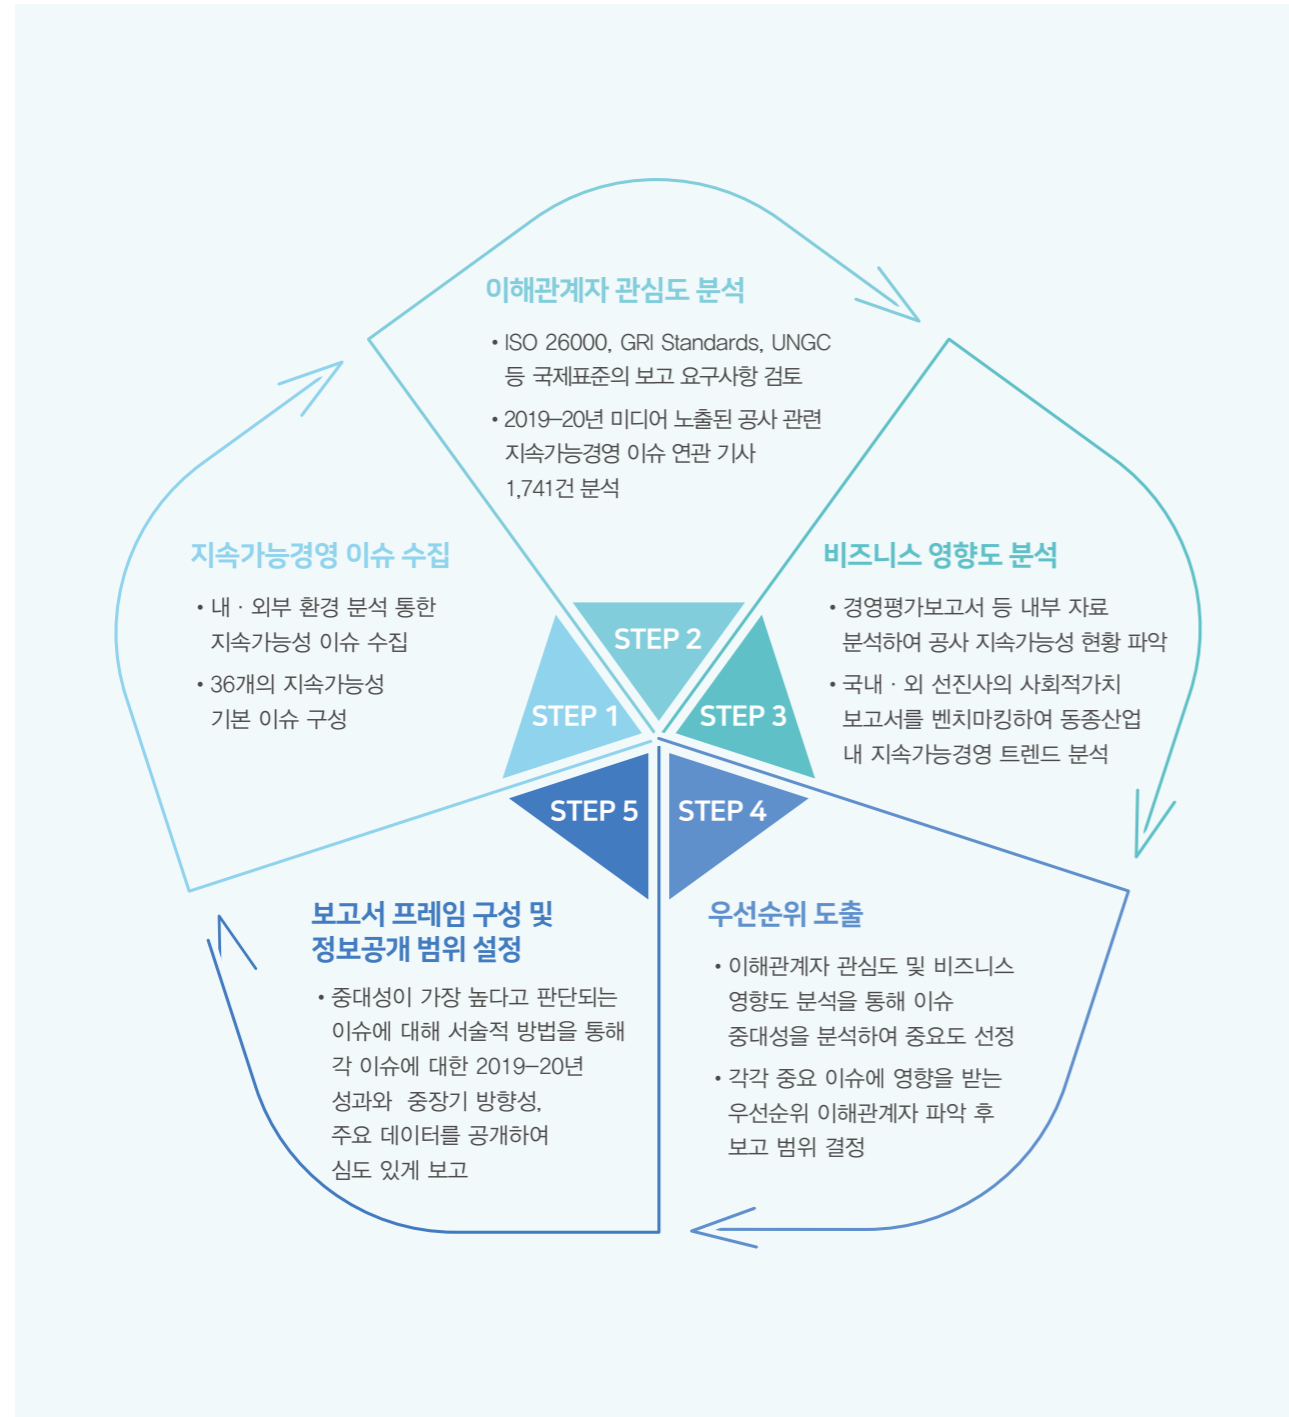 STEP 1
지속가능경영 이슈 수집
• 내 · 외부 환경 분석 통한
지속가능성 이슈 수집
• 36개의 지속가능성
기본 이슈 구성
STEP 2
이해관계자 관심도 분석
• ISO 26000, GRI Standards, UNGC
등 국제표준의 보고 요구사항 검토
• 2019-20년 미디어 노출된 공사 관련
지속가능경영 이슈 연관 기사
1,741건 분석
STEP 3
비즈니스 영향도 분석
• 경영평가보고서 등 내부 자료
분석하여 공사 지속가능성 현황 파악
• 국내 · 외 선진사의 사회적가치
보고서를 벤치마킹하여 동종산업
내 지속가능경영 트렌드 분석
STEP 4
우선순위 도출
• 이해관계자 관심도 및 비즈니스
영향도 분석을 통해 이슈
중대성을 분석하여 중요도 선정
• 각각 중요 이슈에 영향을 받는
우선순위 이해관계자 파악 후
보고 범위 결정
STEP 5
보고서 프레임 구성 및
정보공개 범위 설정
• 중대성이 가장 높다고 판단되는
이슈에 대해 서술적 방법을 통해
각 이슈에 대한 2019-20년
성과와 중장기 방향성,
주요 데이터를 공개하여
심도 있게 보고